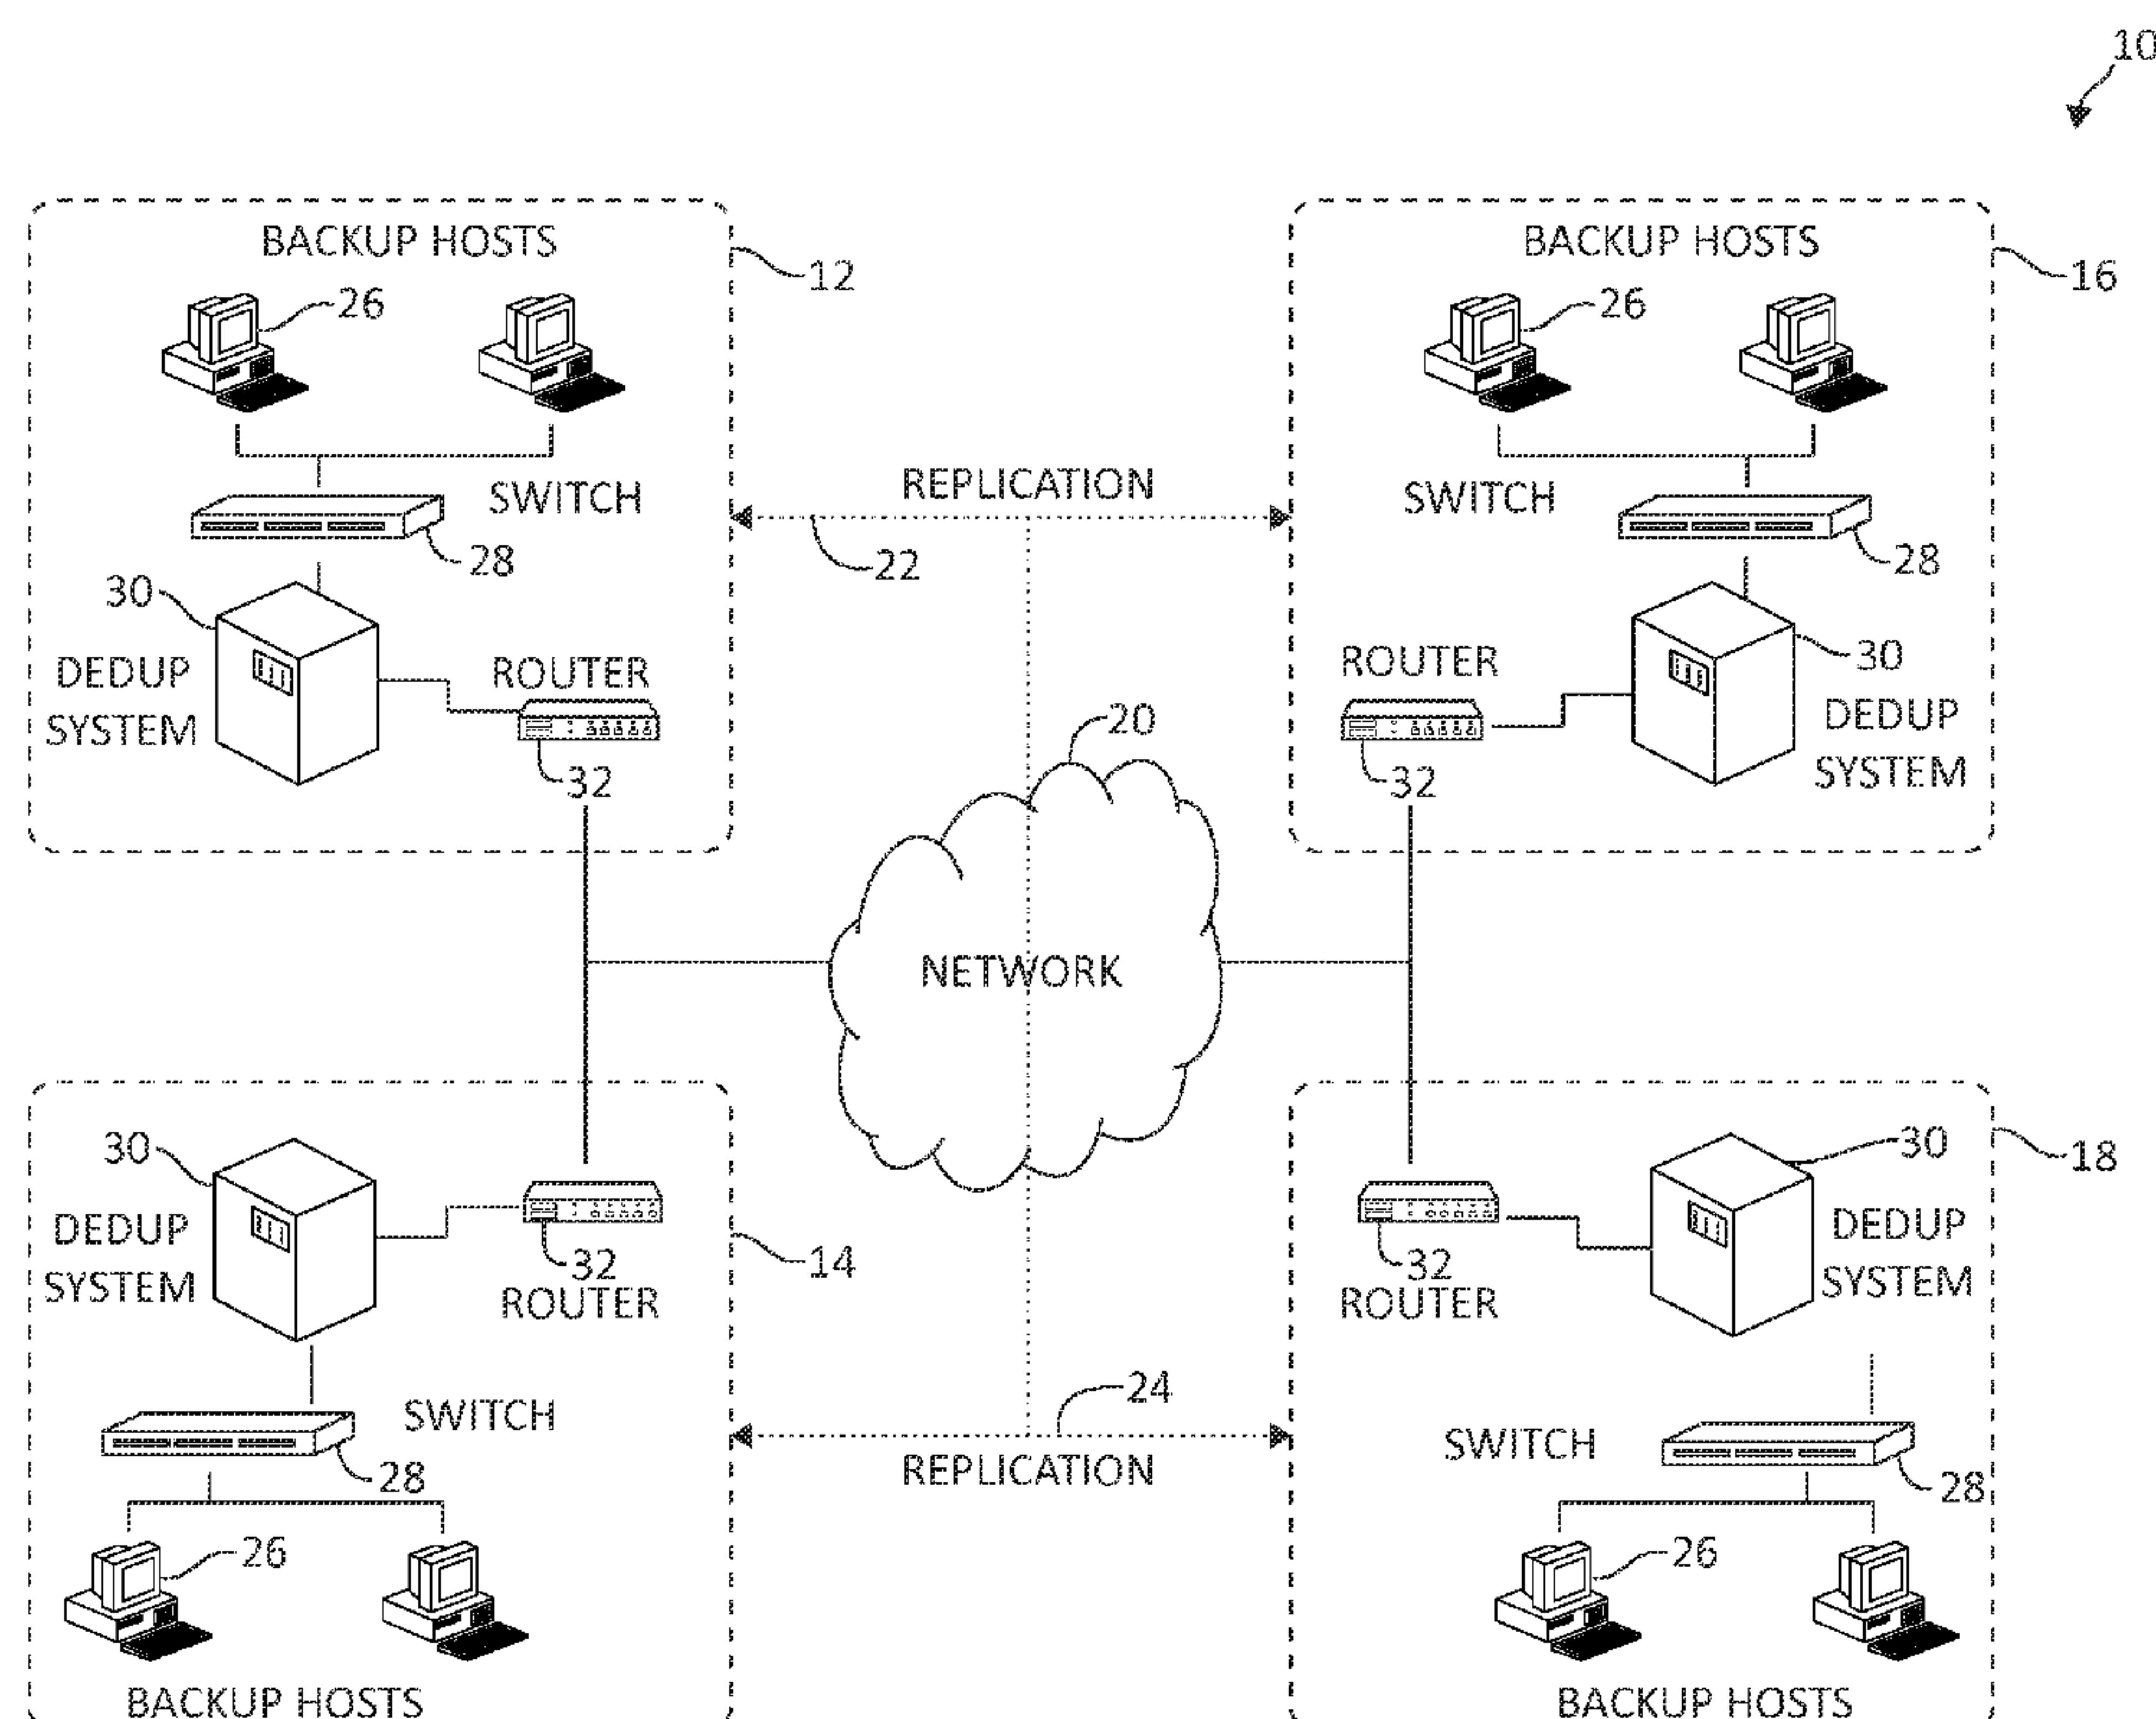 10
BACKUP HOSTS
12
26
SWITCH
28
30
DEDUP
SYSTEM
ROUTER
32
BACKUP HOSTS
16
26
SWITCH
28
ROUTER
30
DEDUP
SYSTEM
32
REPLICATION
22
20
NETWORK
30
DEDUP
SYSTEM
32
ROUTER
14
SWITCH
28
26
BACKUP HOSTS
30
18
DEDUP
SYSTEM
32
ROUTER
24
REPLICATION
SWITCH
28
26
BACKUP HOSTS